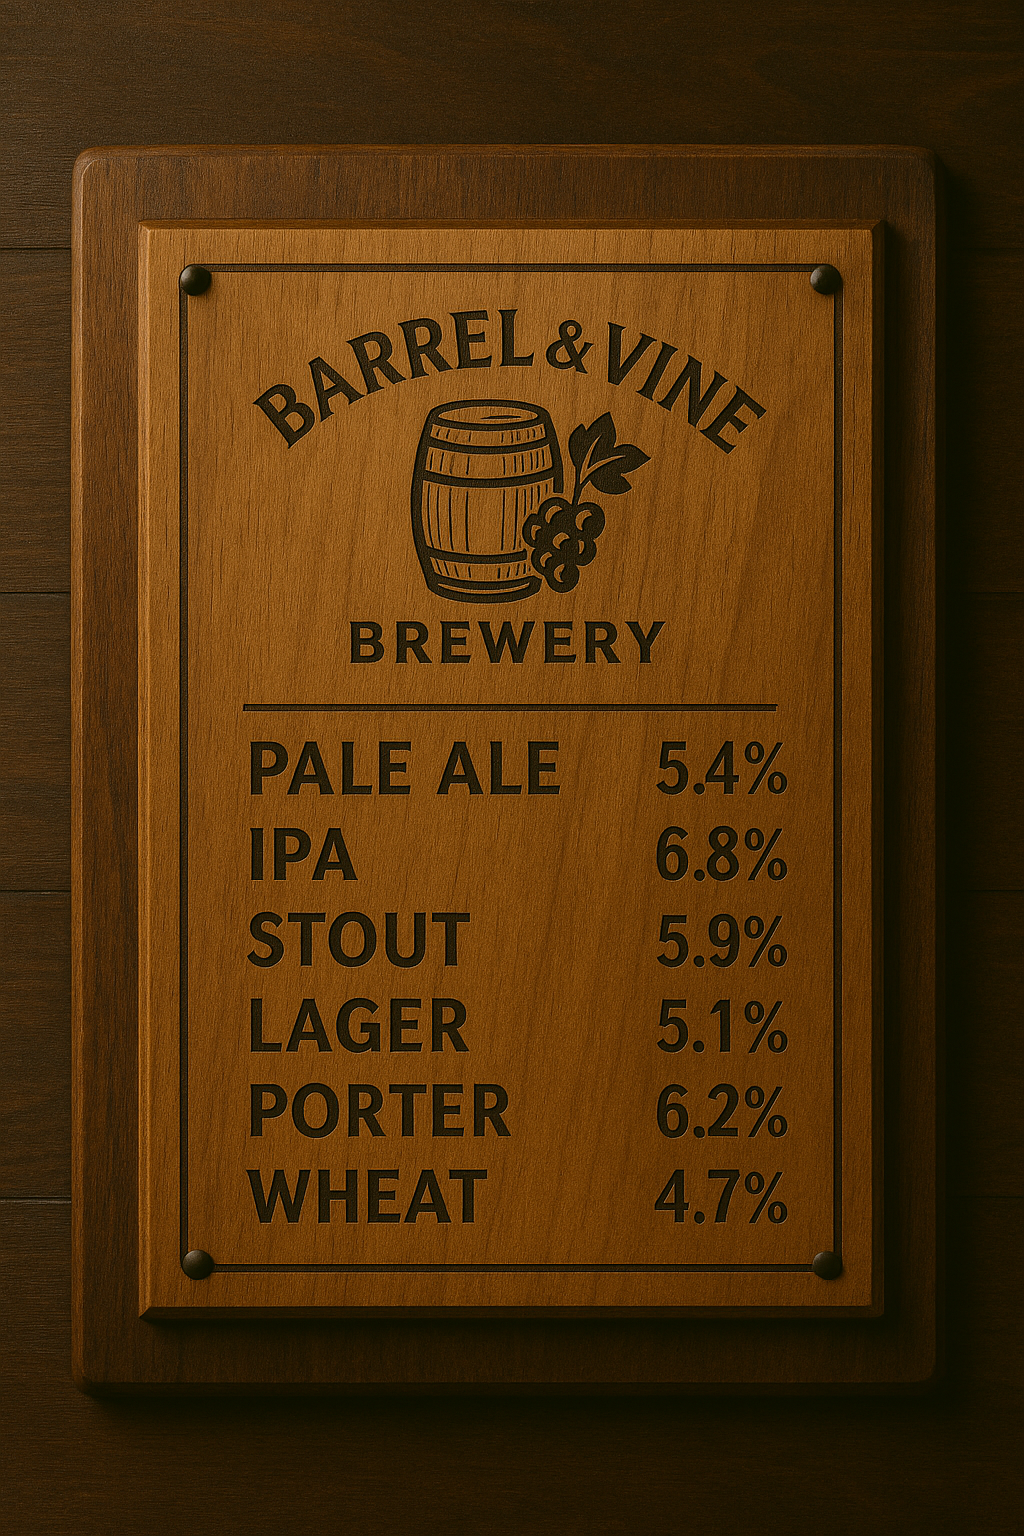 BARREL & VINE
BREWERY
PALE ALE 5.4%
IPA 6.8%
STOUT 5.9%
LAGER 5.1%
PORTER 6.2%
WHEAT 4.7%